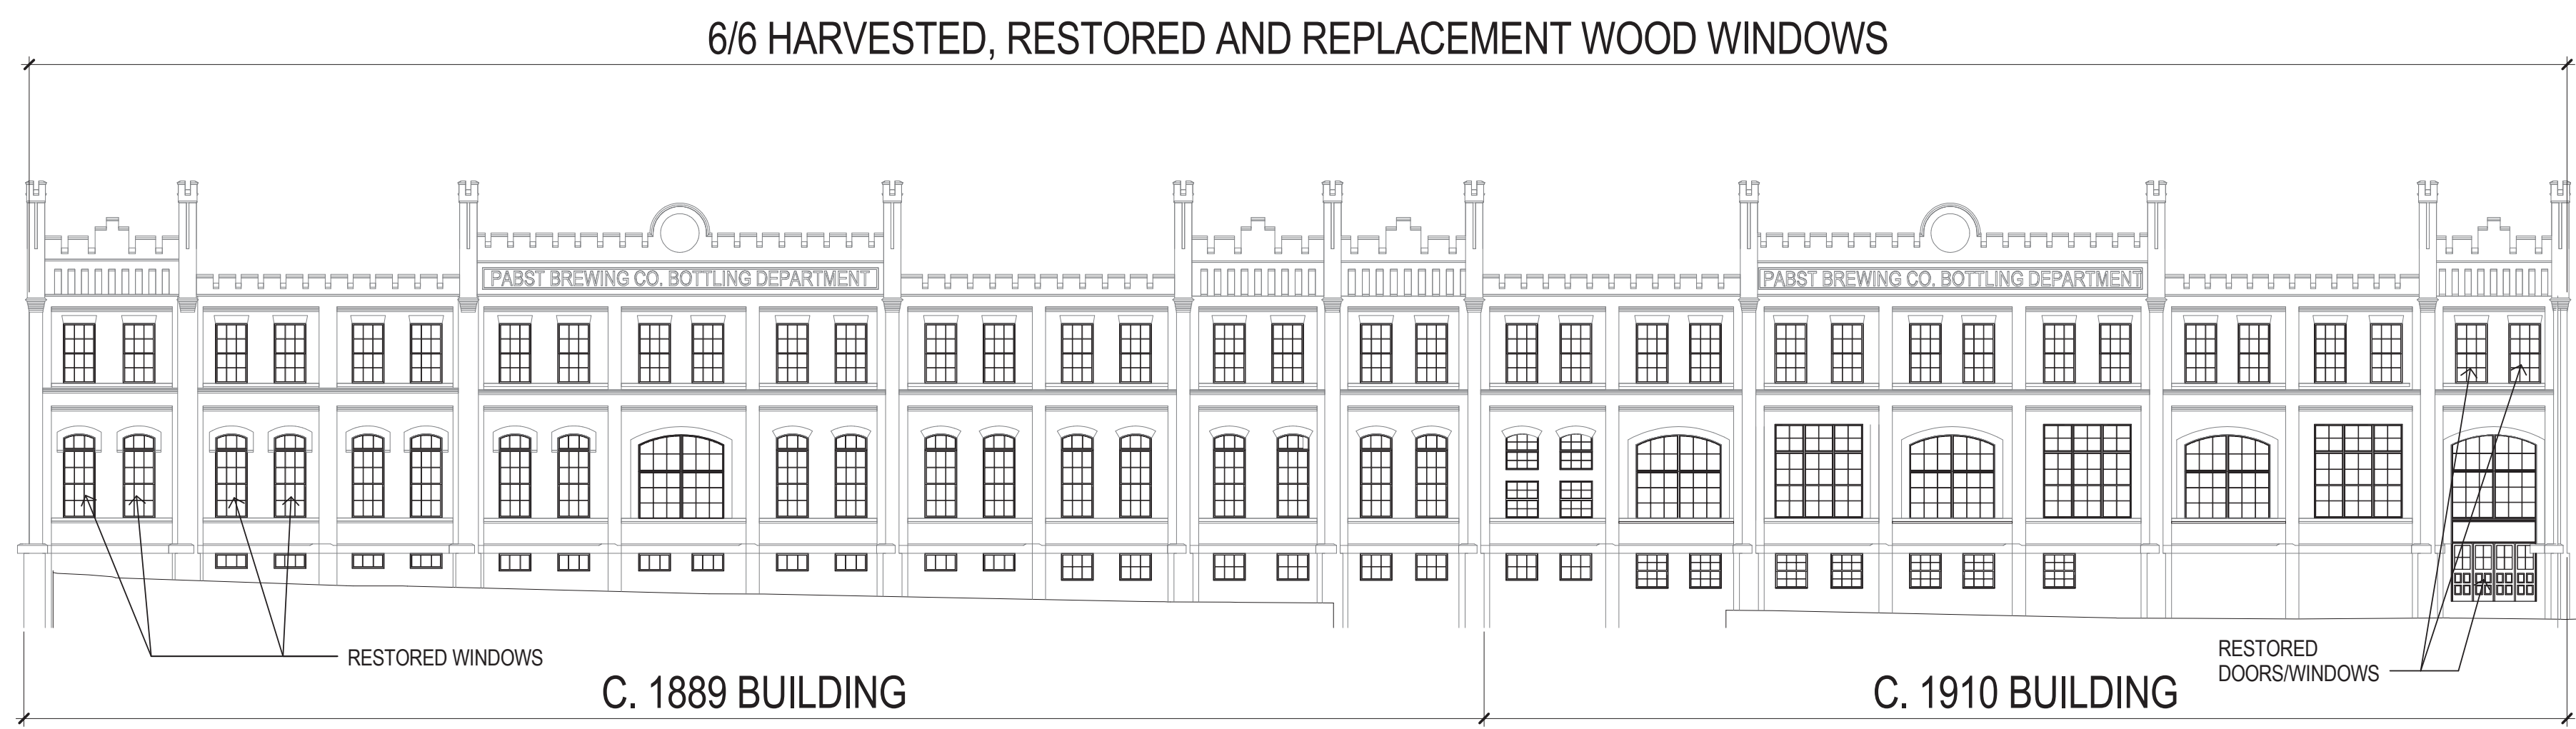 6/6 HARVESTED, RESTORED AND REPLACEMENT WOOD WINDOWS
PABST BREWING CO. BOTTLING DEPARTMENT
PABST BREWING CO. BOTTLING DEPARTMENT
RESTORED WINDOWS
RESTORED
DOORS/WINDOWS
C. 1889 BUILDING
C. 1910 BUILDING